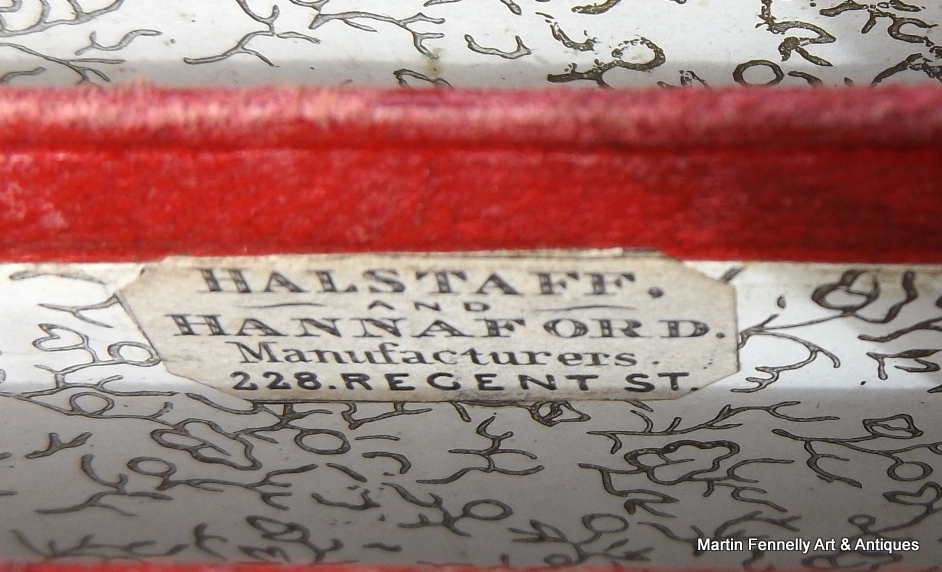 HALSTAFF.
AND
HANNAFORD.
Manufacturers.
228. REGENT ST.
Martin Fennelly Art & Antiques